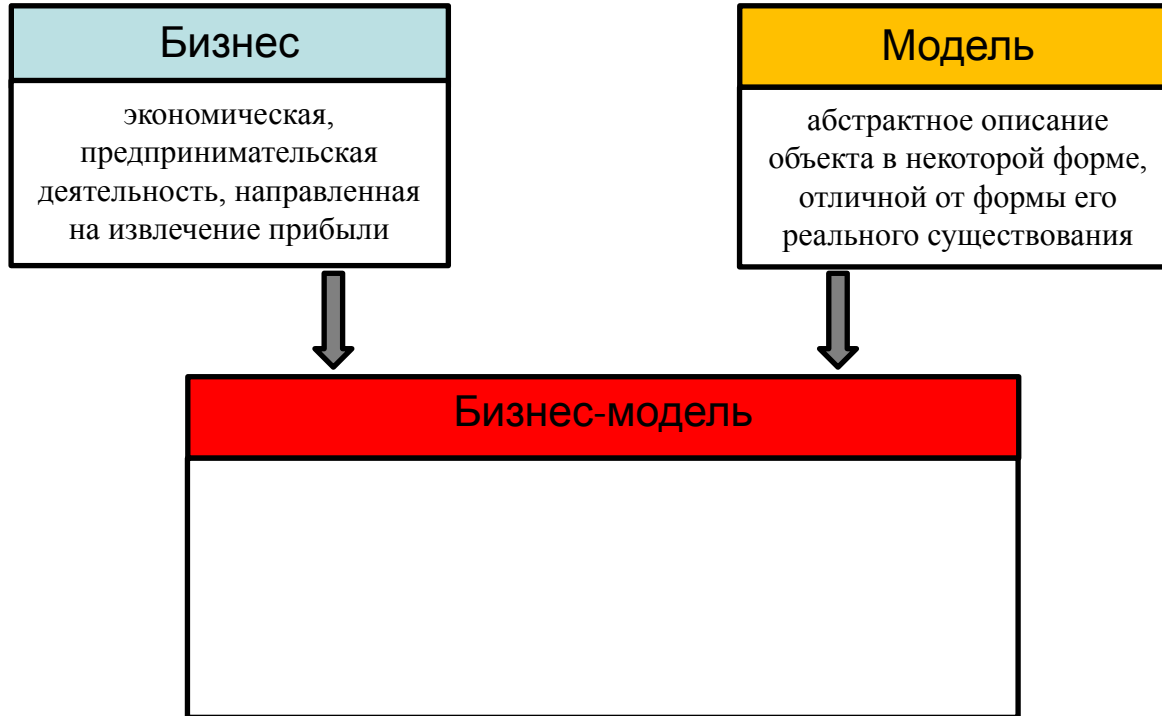 Бизнес
экономическая,
предпринимательская
деятельность, направленная
на извлечение прибыли
Модель
абстрактное описание
объекта в некоторой форме,
отличной от формы его
реального существования
Бизнес-модель